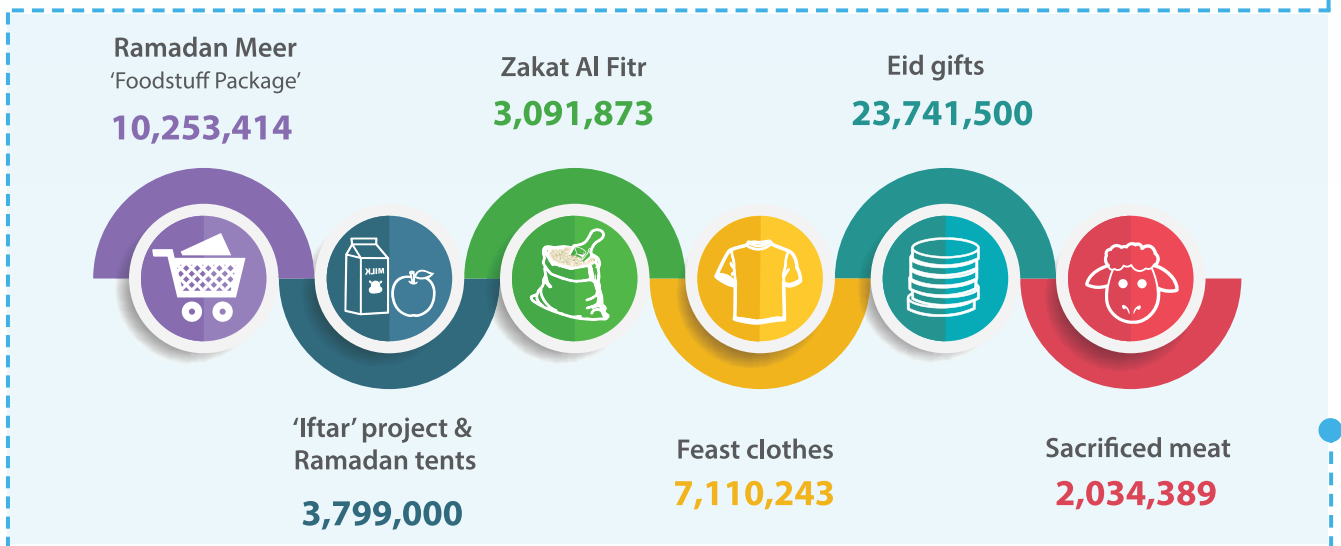 Ramadan Meer
'Foodstuff Package'
10,253,414
'Iftar' project &
Ramadan tents
3,799,000
Zakat Al Fitr
3,091,873
Feast clothes
7,110,243
Eid gifts
23,741,500
Sacrificed meat
2,034,389
MILK